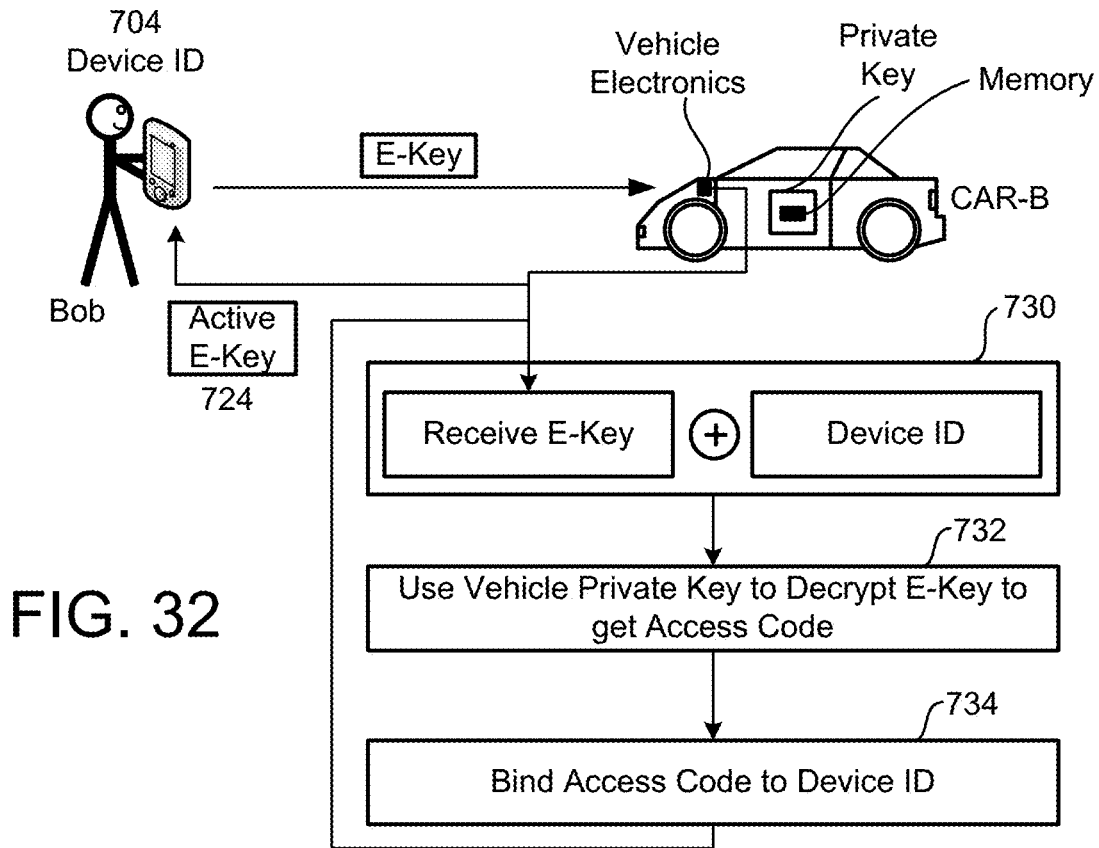 704
Device ID
Vehicle
Electronics
Private
Key
Memory
E-Key
CAR-B
Bob
Active
E-Key
724
730
Receive E-Key
+
Device ID
732
Use Vehicle Private Key to Decrypt E-Key to
get Access Code
FIG. 32
734
Bind Access Code to Device ID